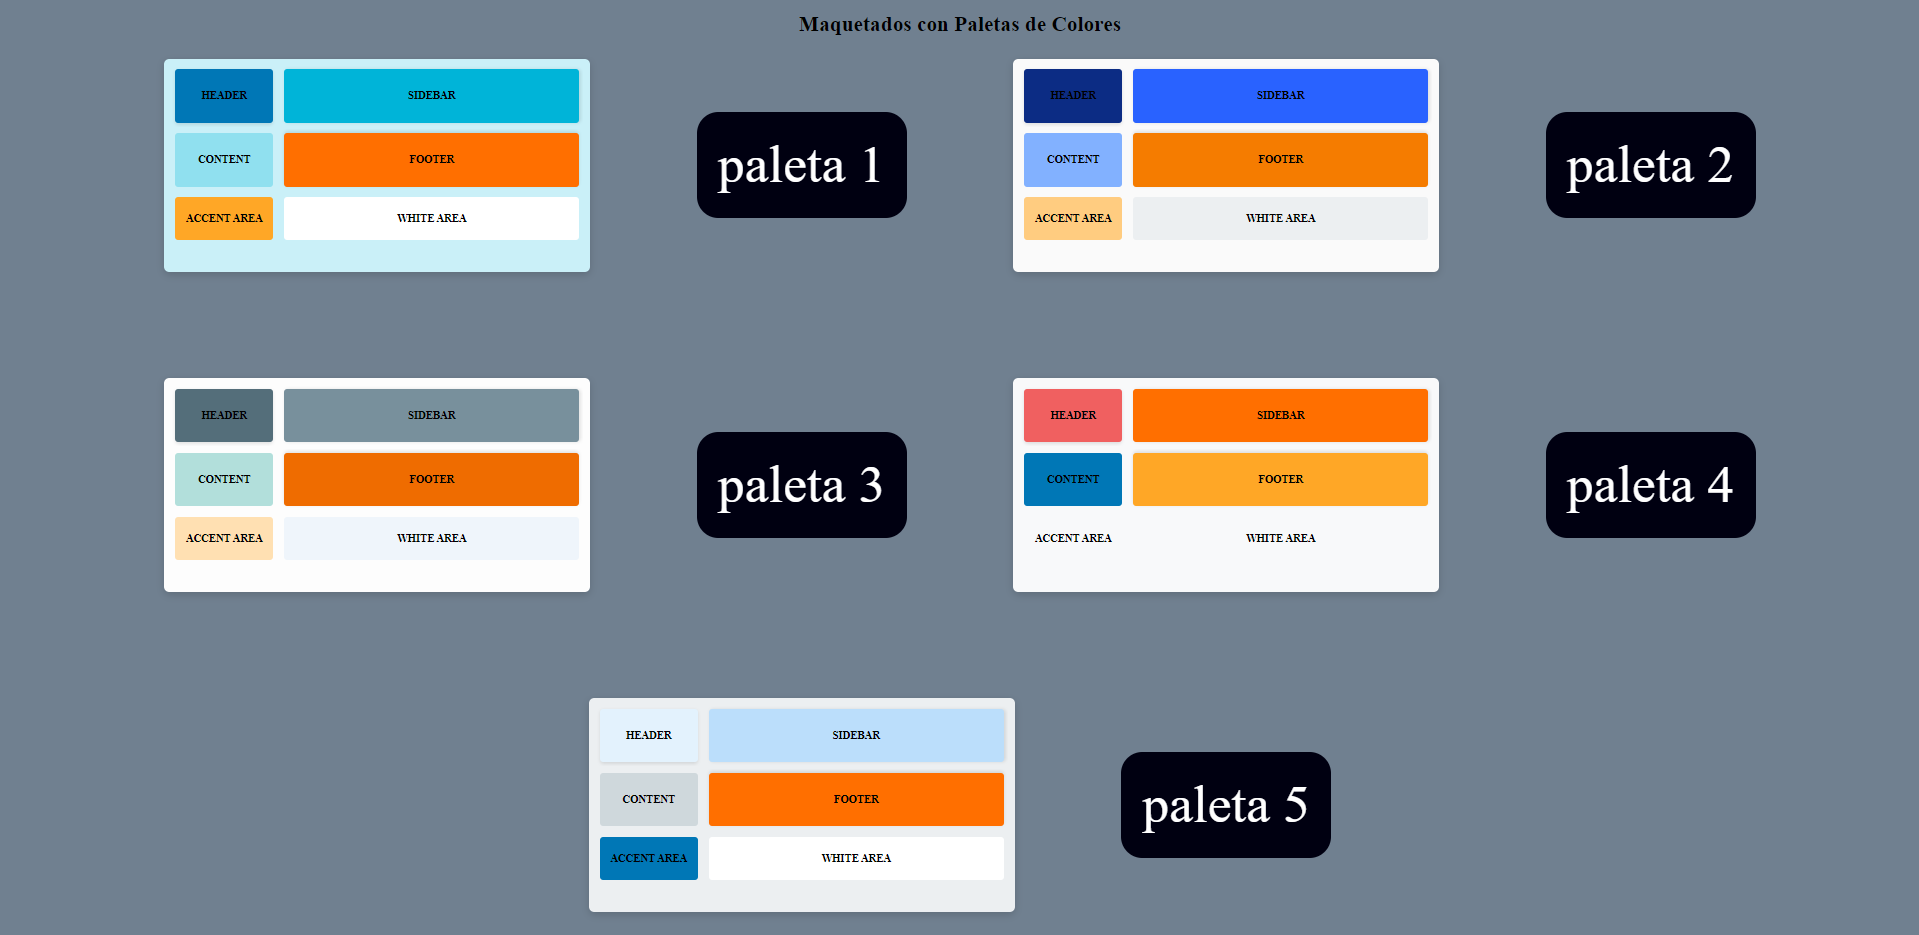 Maquetados con Paletas de Colores
HEADER
SIDEBAR
CONTENT
FOOTER
ACCENT AREA
WHITE AREA
paleta 1
HEADER
SIDEBAR
CONTENT
FOOTER
ACCENT AREA
WHITE AREA
paleta 2
HEADER
SIDEBAR
CONTENT
FOOTER
ACCENT AREA
WHITE AREA
paleta 3
HEADER
SIDEBAR
CONTENT
FOOTER
ACCENT AREA
WHITE AREA
paleta 4
HEADER
SIDEBAR
CONTENT
FOOTER
ACCENT AREA
WHITE AREA
paleta 5